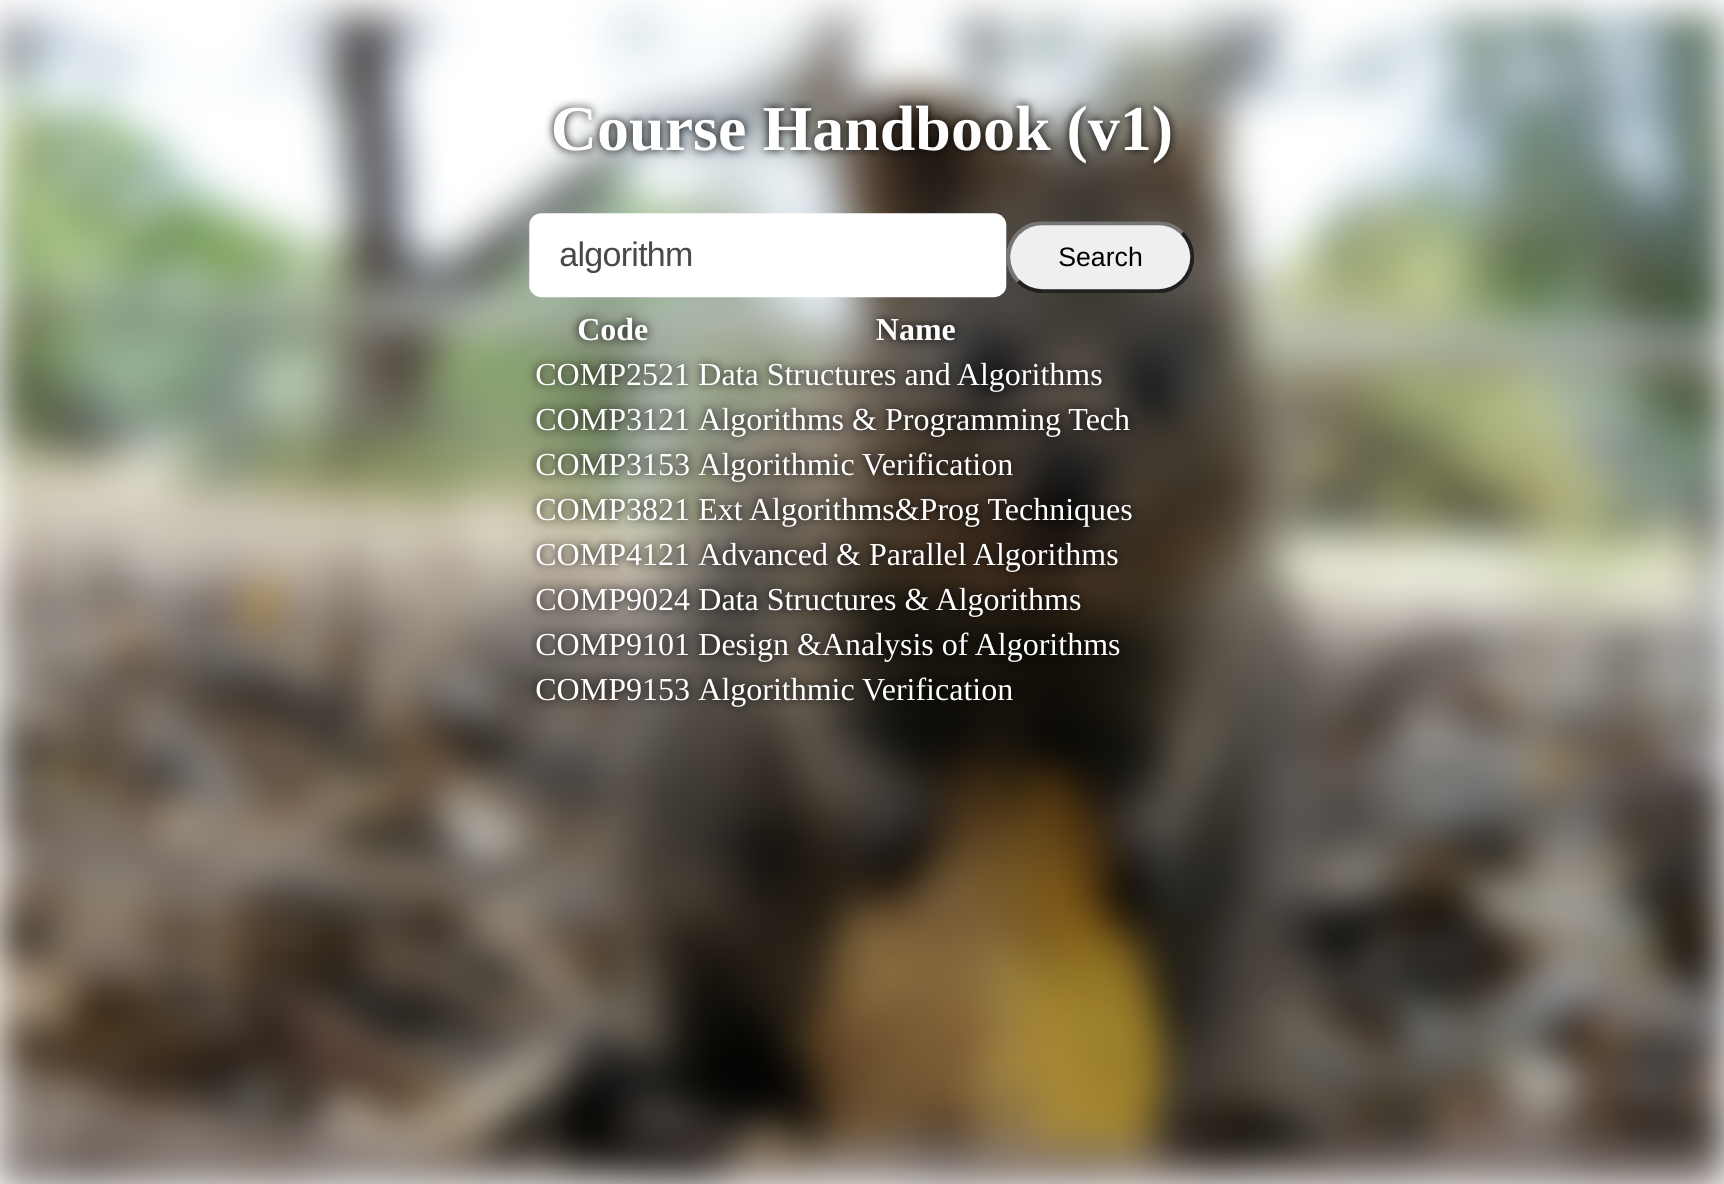 Course Handbook (v1)
algorithm Search
Code Name
COMP2521 Data Structures and Algorithms
COMP3121 Algorithms & Programming Tech
COMP3153 Algorithmic Verification
COMP3821 Ext Algorithms&Prog Techniques
COMP4121 Advanced & Parallel Algorithms
COMP9024 Data Structures & Algorithms
COMP9101 Design &Analysis of Algorithms
COMP9153 Algorithmic Verification